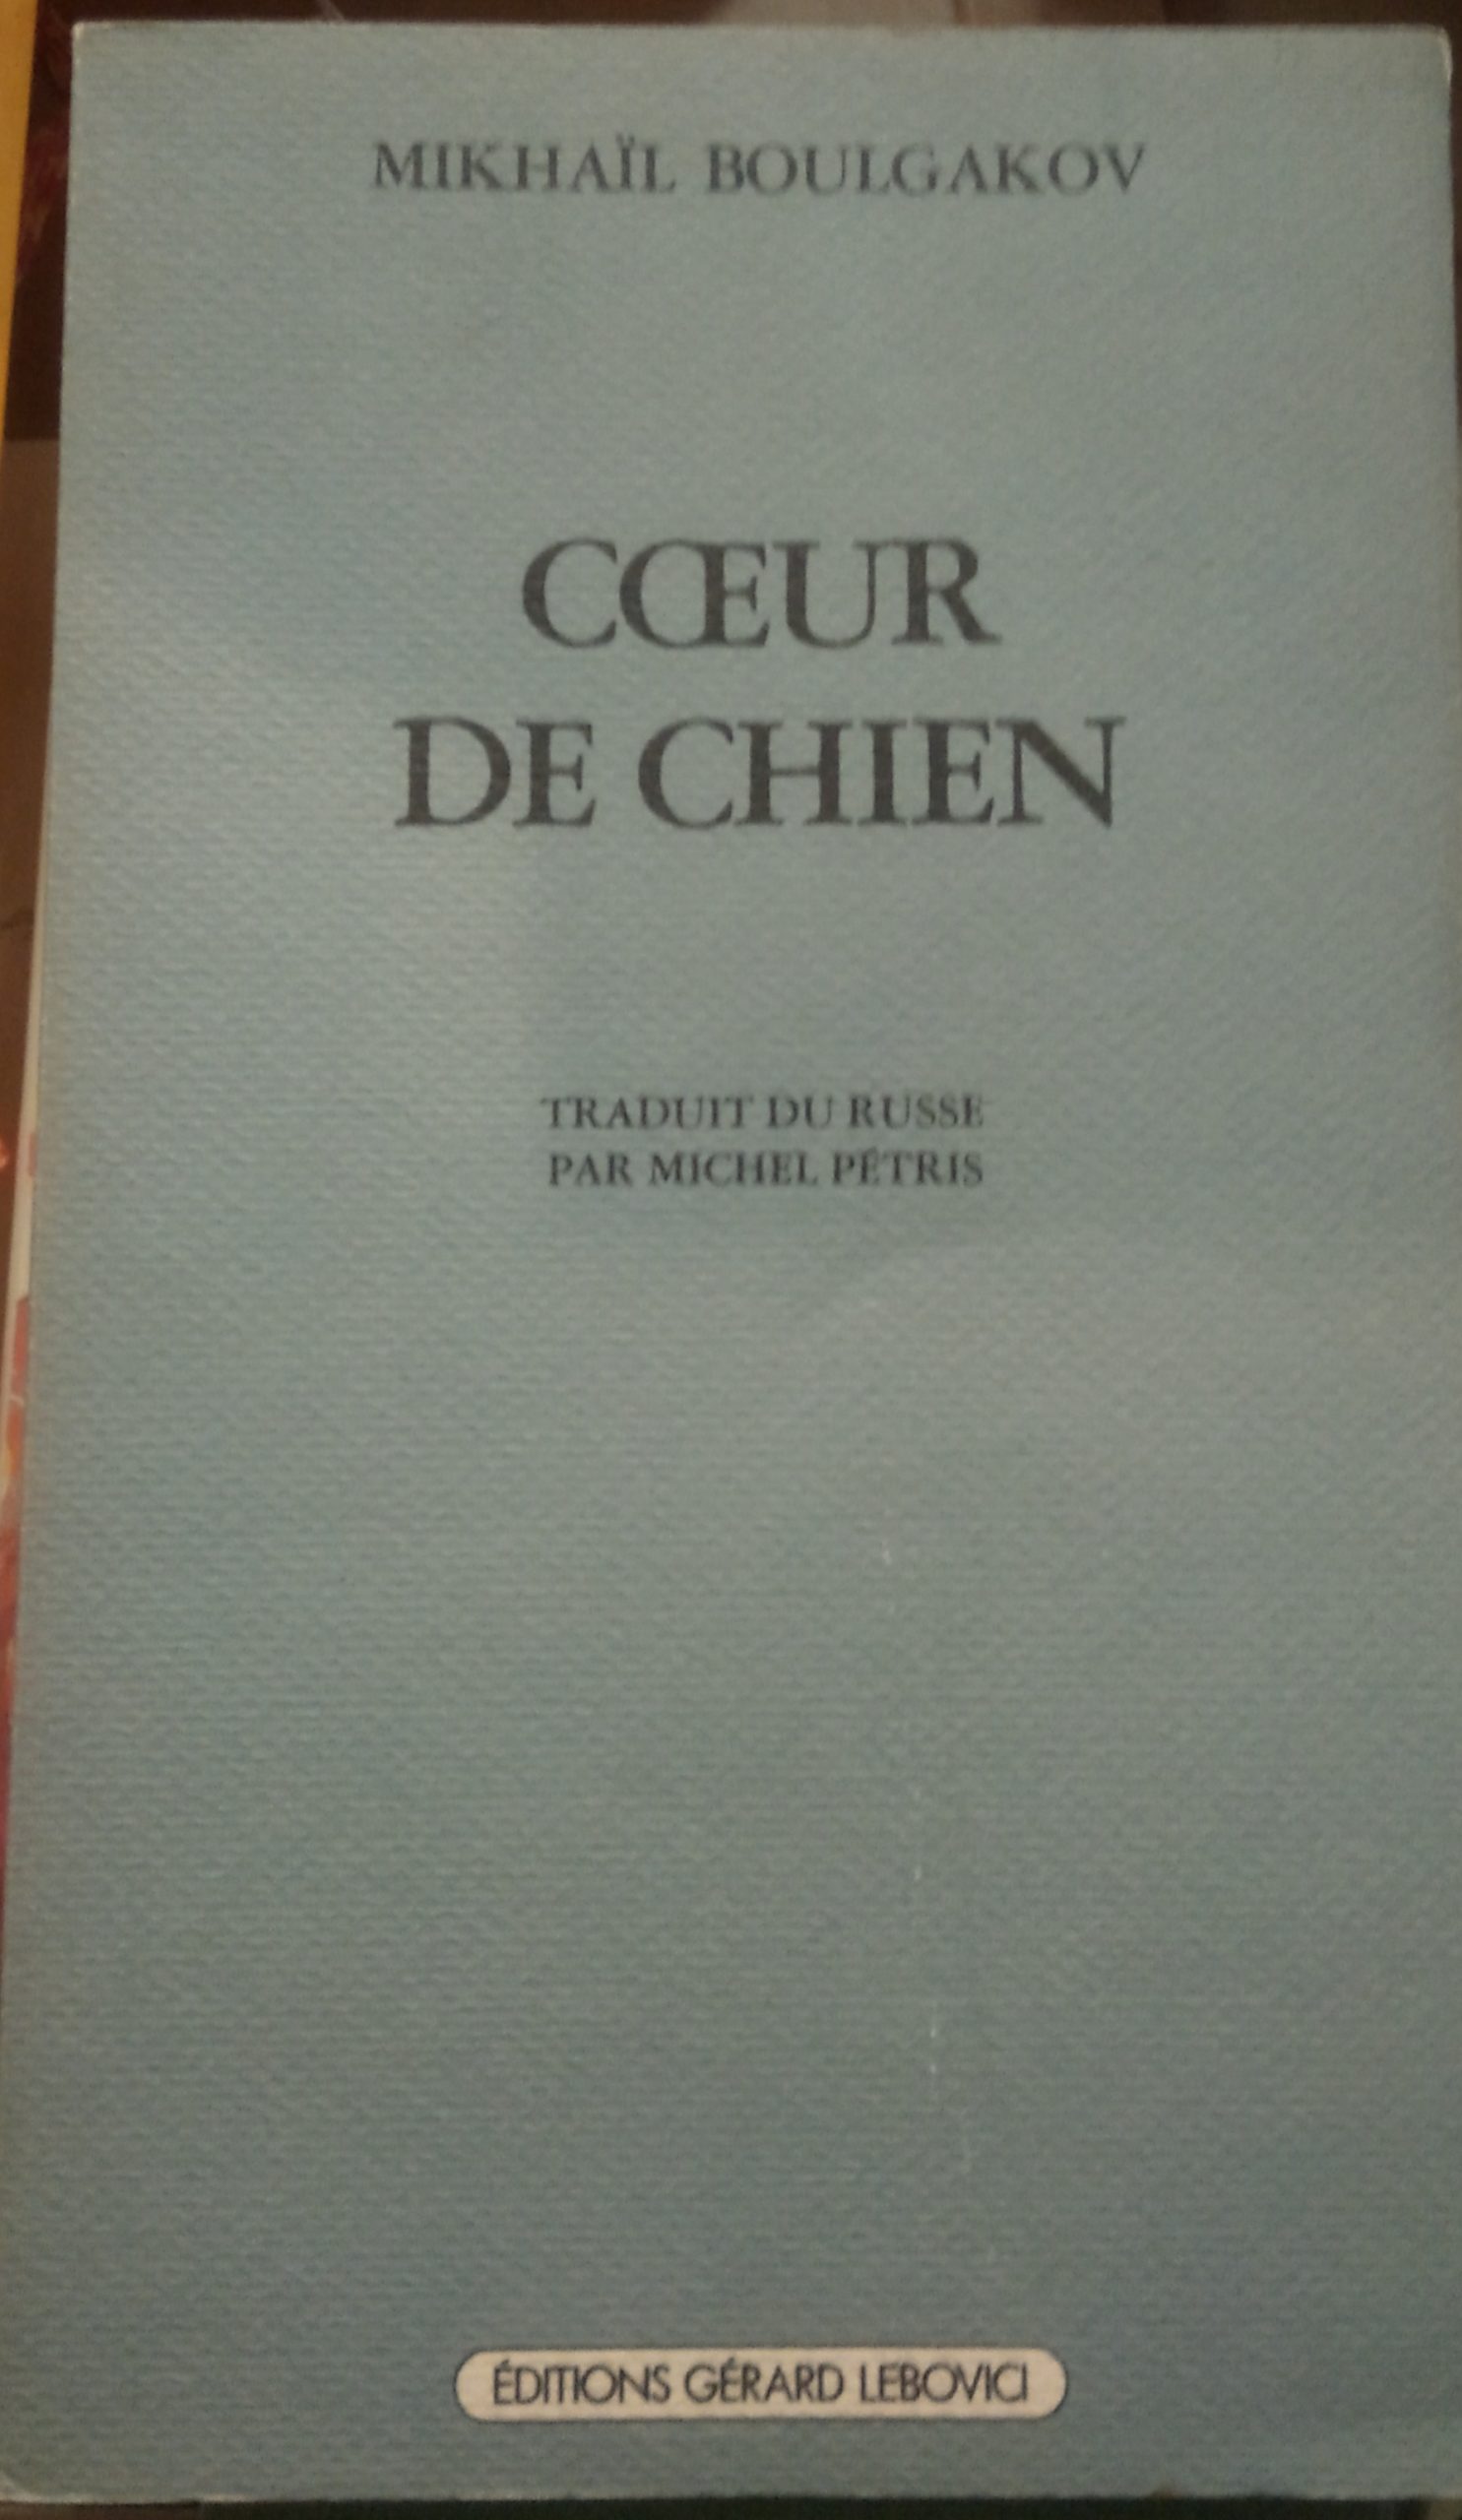 MIKHAÏL BOULGAKOV
CŒUR
DE CHIEN
TRADUIT DU RUSSE
PAR MICHEL PÉTRIS
ÉDITIONS GÉRARD LEBOVICI